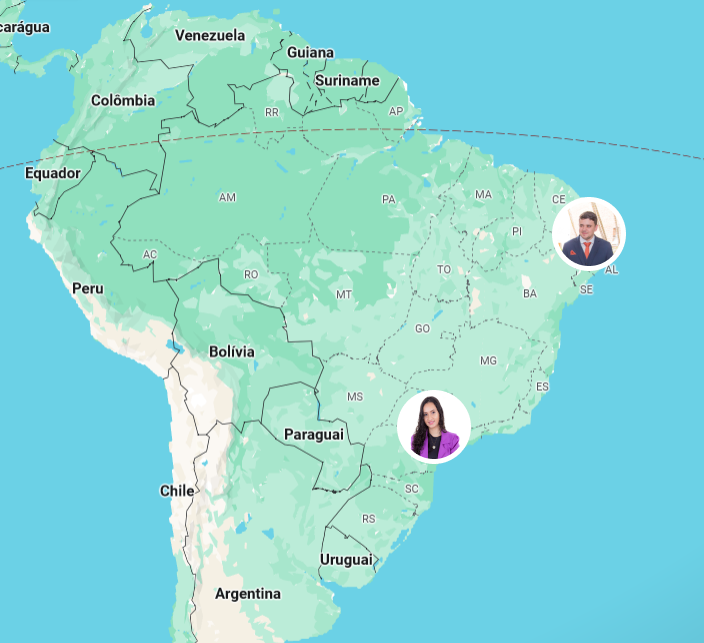 carágua
Venezuela
Guiana
Suriname
Colômbia
RR
AP
Equador
AM
PA
MA
CE
PI
AC
RO
TO
AL
Peru
MT
BA
SE
GO
Bolívia
MG
ES
MS
Paraguai
Chile
SC
RS
Uruguai
Argentina